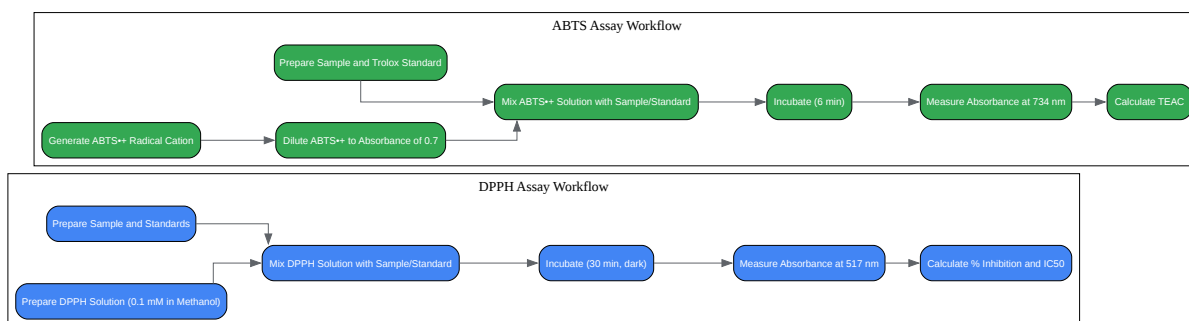 ABTS Assay Workflow
Prepare Sample and Trolox Standard
Mix ABTS•+ Solution with Sample/Standard
Incubate (6 min)
Measure Absorbance at 734 nm
Calculate TEAC
Generate ABTS•+ Radical Cation
Dilute ABTS•+ to Absorbance of 0.7
DPPH Assay Workflow
Prepare Sample and Standards
Mix DPPH Solution with Sample/Standard
Incubate (30 min, dark)
Measure Absorbance at 517 nm
Calculate % Inhibition and IC50
Prepare DPPH Solution (0.1 mM in Methanol)